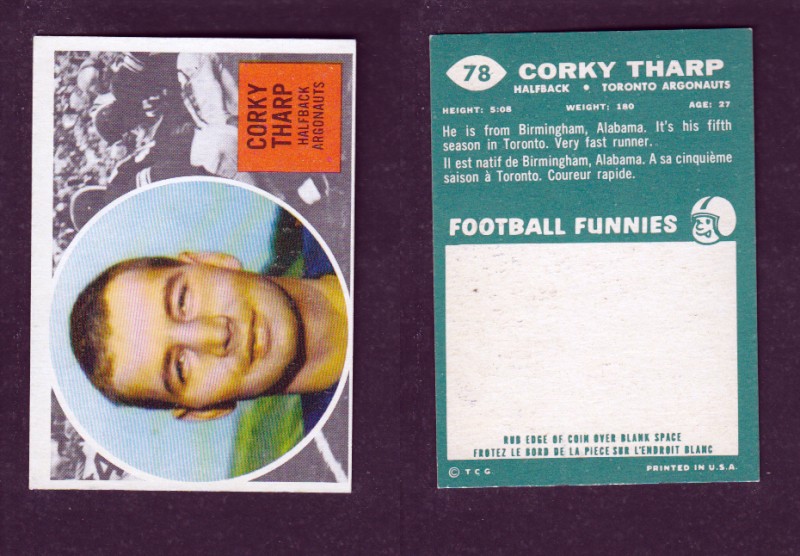 CORKY
THARP
HALFBACK
ARGONAUTS
78 CORKY THARP
HALFBACK • TORONTO ARGONAUTS
HEIGHT: 5:08 WEIGHT: 180 AGE: 27
He is from Birmingham, Alabama. It's his fifth
season in Toronto. Very fast runner.
Il est natif de Birmingham, Alabama. A sa cinquième
saison à Toronto. Coureur rapide.
FOOTBALL FUNNIES
RUB EDGE OF COIN OVER BLANK SPACE
FROTEZ LE BORD DE LA PIECE SUR L'ENDROIT BLANC
© T.C.G. PRINTED IN U.S.A.